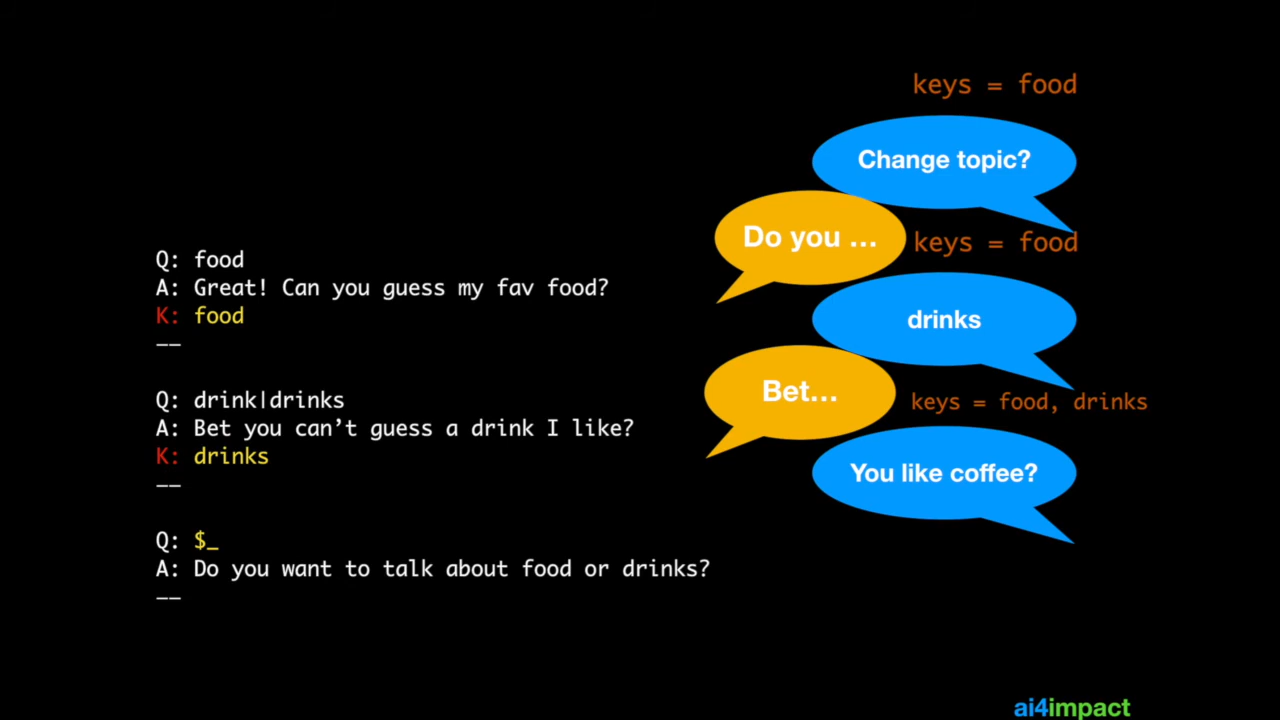 Q: food
A: Great! Can you guess my fav food?
K: food
——
Q: drink|drinks
A: Bet you can’t guess a drink I like?
K: drinks
——
Q: $_
A: Do you want to talk about food or drinks?
——
keys = food
Change topic?
Do you …
keys = food
drinks
Bet…
keys = food, drinks
You like coffee?
ai4impact